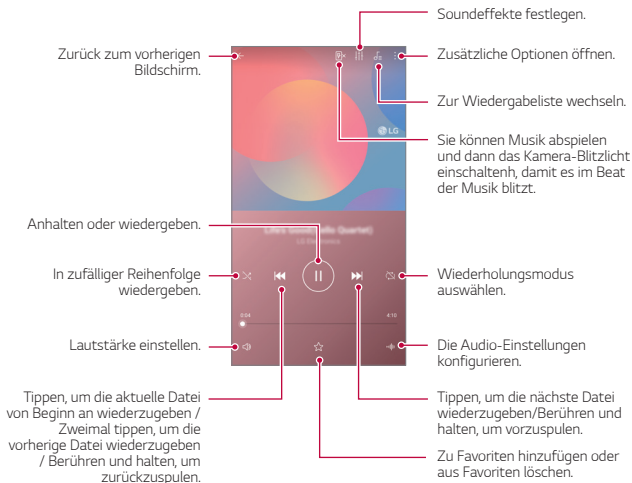 Soundeffekte festlegen.
Zurück zum vorherigen
Bildschirm.
Zusätzliche Optionen öffnen.
Zur Wiedergabeliste wechseln.
LG
Sie können Musik abspielen
und dann das Kamera-Blitzlicht
einschaltenh, damit es im Beat
der Musik blitzt.
Anhalten oder wiedergeben.
Life's Good (Cello Quartet)
LG Electronics
In zufälliger Reihenfolge
wiedergeben.
Wiederholungsmodus
auswählen.
0:04
4:10
Lautstärke einstellen.
Die Audio-Einstellungen
konfigurieren.
Tippen, um die aktuelle Datei
von Beginn an wiederzugeben /
Zweimal tippen, um die
vorherige Datei wiederzugeben
/ Berühren und halten, um
zurückzuspulen.
Tippen, um die nächste Datei
wiederzugeben/Berühren und
halten, um vorzuspulen.
Zu Favoriten hinzufügen oder
aus Favoriten löschen.